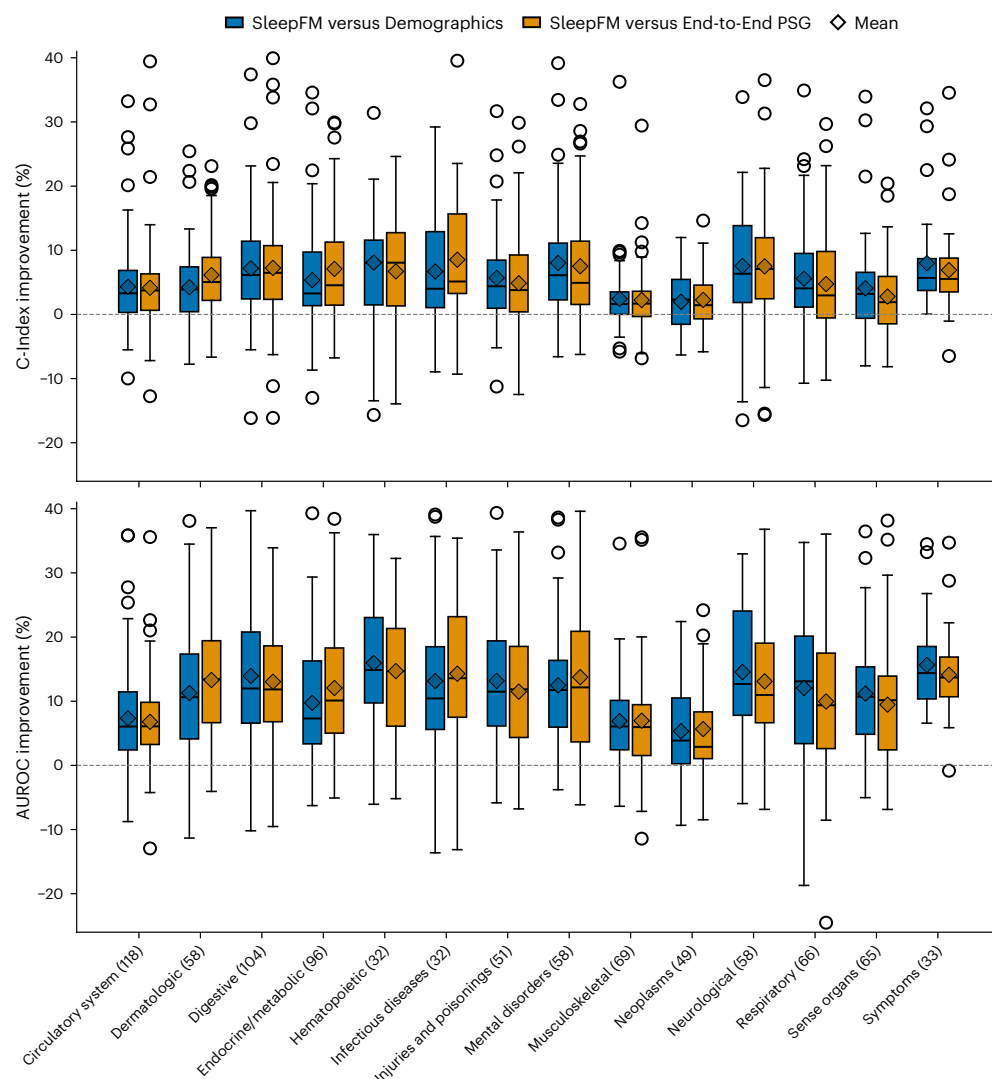 SleepFM versus Demographics SleepFM versus End-to-End PSG Mean
C-Index improvement (%)
40
30
20
10
0
−10
−20
AUROC improvement (%)
40
30
20
10
0
−10
−20
Circulatory system (118)
Dermatologic (58)
Digestive (104)
Endocrine/metabolic (96)
Hematopoietic (32)
Infectious diseases (32)
Injuries and poisonings (51)
Mental disorders (58)
Musculoskeletal (69)
Neoplasms (49)
Neurological (58)
Respiratory (66)
Sense organs (65)
Symptoms (33)